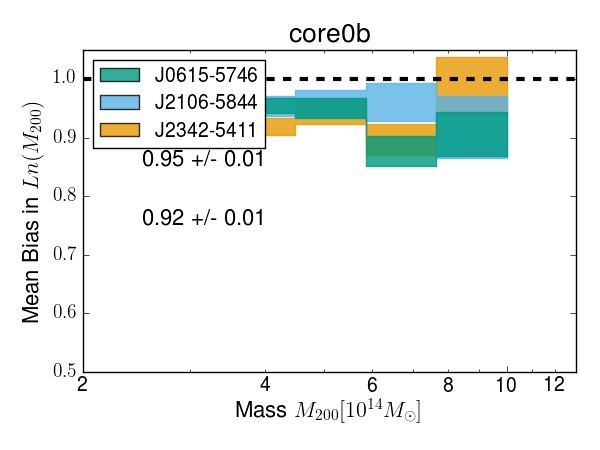 core0b
J0615-5746
J2106-5844
J2342-5411
0.95 +/- 0.01
0.92 +/- 0.01
Mean Bias in Ln(M200)
1.0
0.9
0.8
0.7
0.6
0.5
2 4 6 8 10 12
Mass M200[10^14 M⊙]